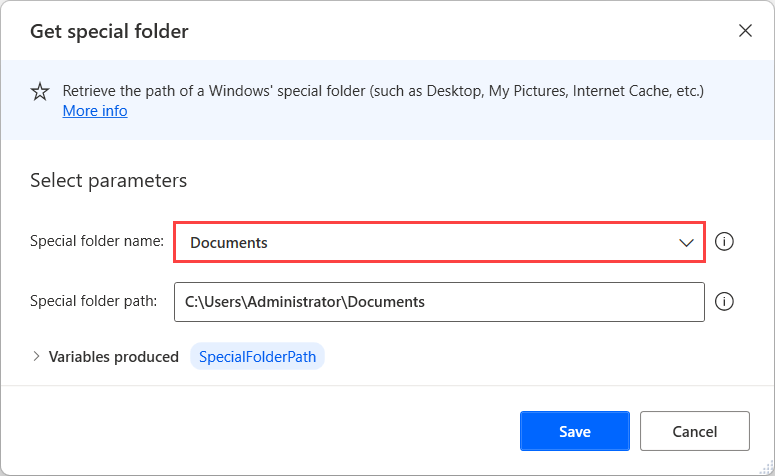 Get special folder
Retrieve the path of a Windows' special folder (such as Desktop, My Pictures, Internet Cache, etc.)
More info
Select parameters
Special folder name: Documents
Special folder path: C:\Users\Administrator\Documents
Variables produced SpecialFolderPath
Save Cancel